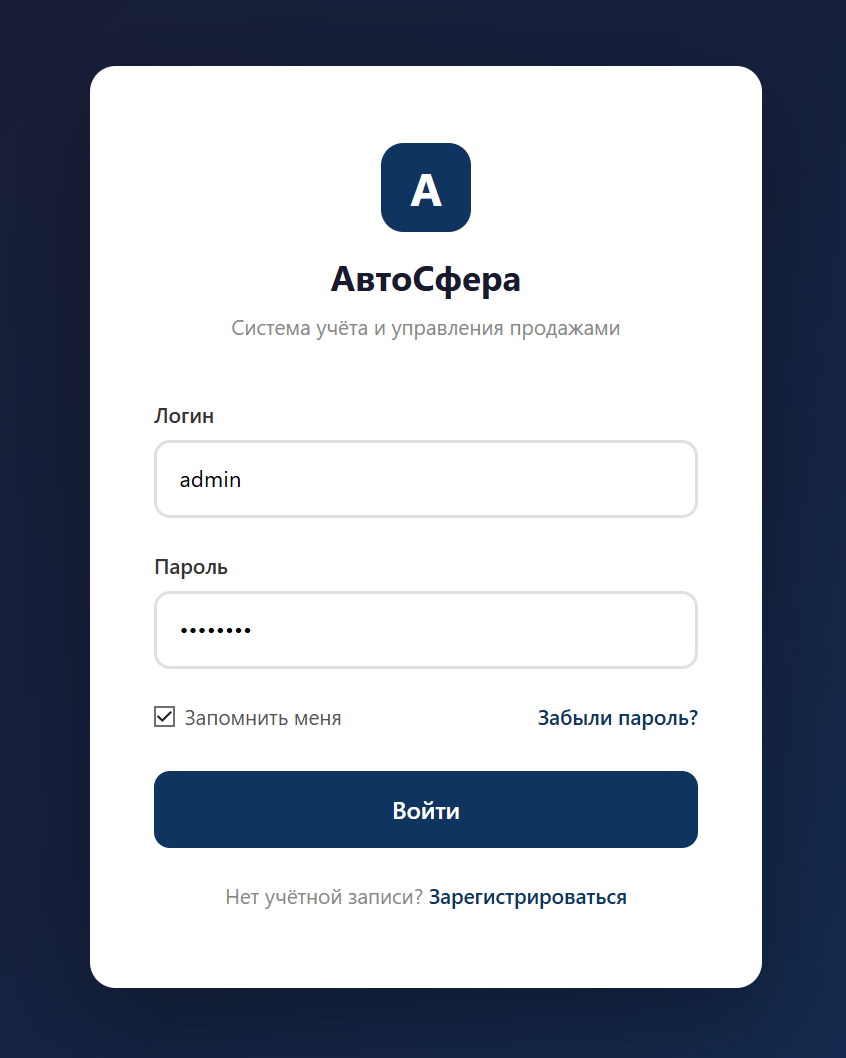 А
АвтоСфера
Система учёта и управления продажами
Логин
admin
Пароль
••••••••
Запомнить меня
Забыли пароль?
Войти
Нет учётной записи? Зарегистрироваться